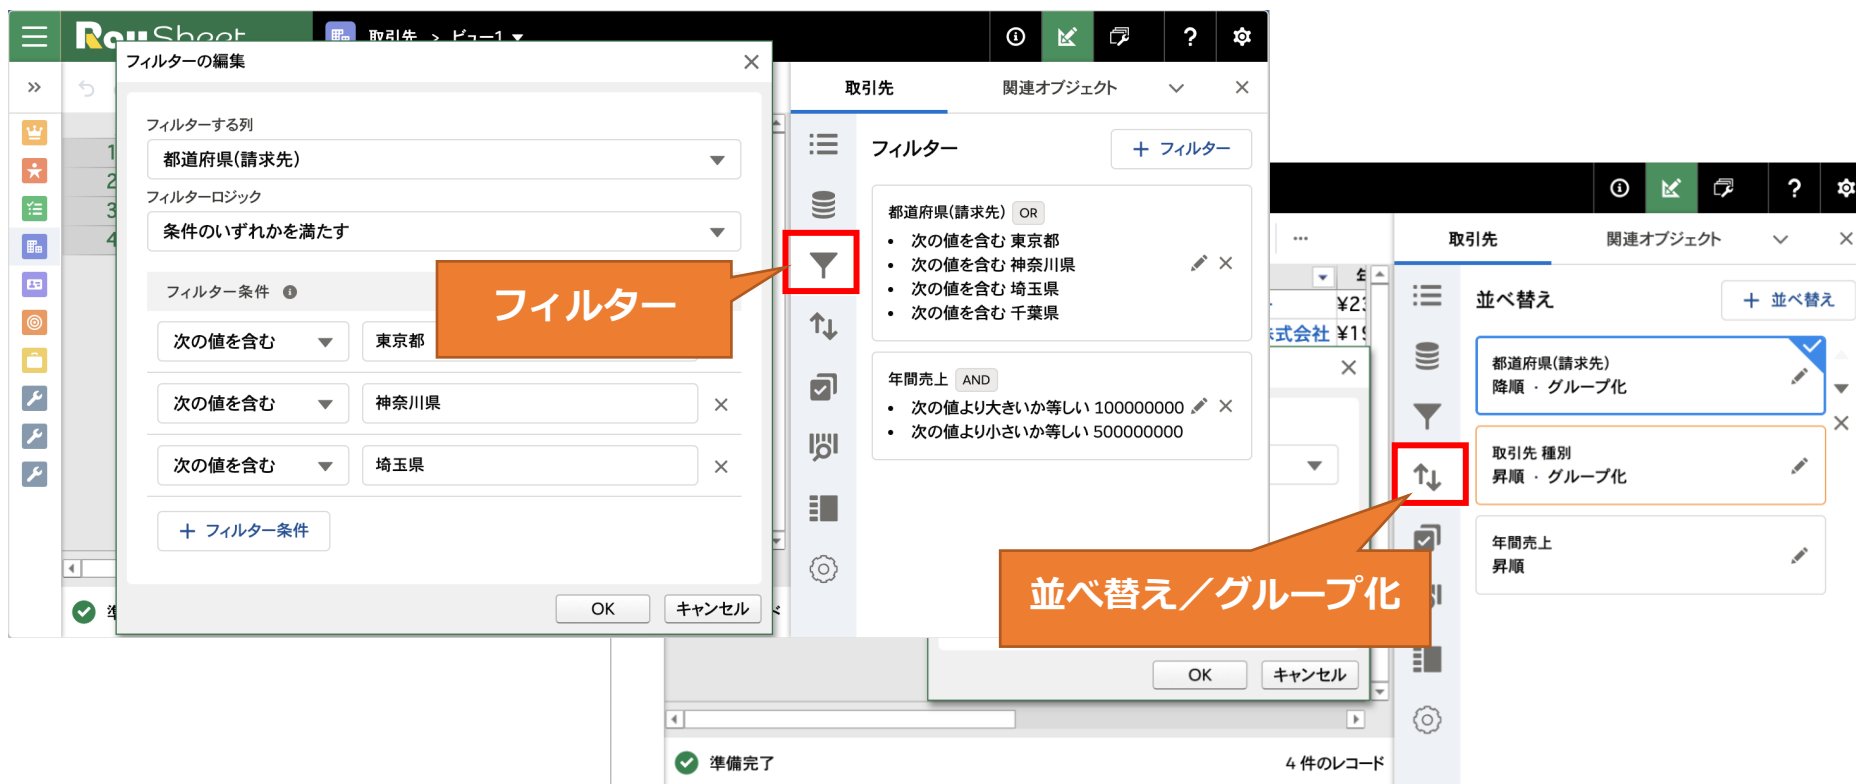 RaySheet
取引先 > ビュー1
フィルターの編集
フィルターする列
都道府県(請求先)
フィルターロジック
条件のいずれかを満たす
フィルター条件
次の値を含む 東京都
次の値を含む 神奈川県
次の値を含む 埼玉県
+ フィルター条件
OK キャンセル
1
2
3
4
フィルター
取引先 関連オブジェクト
フィルター + フィルター
都道府県(請求先) OR
• 次の値を含む 東京都
• 次の値を含む 神奈川県
• 次の値を含む 埼玉県
• 次の値を含む 千葉県
年間売上 AND
• 次の値より大きいか等しい 100000000
• 次の値より小さいか等しい 500000000
取引先 関連オブジェクト
並べ替え + 並べ替え
都道府県(請求先)
降順 · グループ化
取引先 種別
昇順 · グループ化
年間売上
昇順
並べ替え／グループ化
式会社
OK キャンセル
準備完了 4 件のレコード